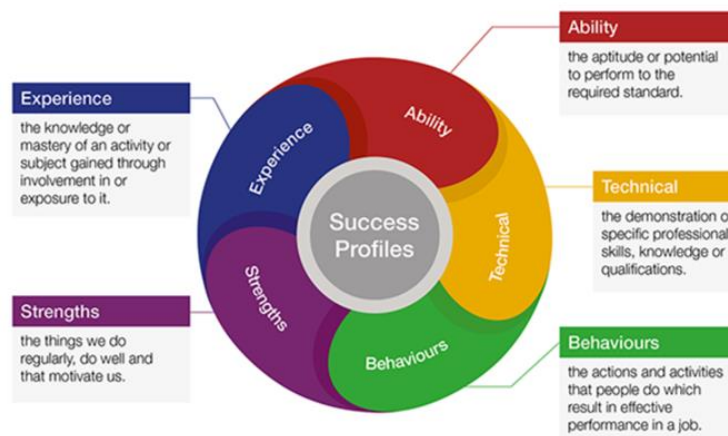 Ability
the aptitude or potential
to perform to the
required standard.
Experience
the knowledge or
mastery of an activity or
subject gained through
involvement in or
exposure to it.
Technical
the demonstration
specific professional
skills, knowledge or
qualifications.
Strengths
the things we do
regularly, do well and
that motivate us.
Behaviours
the actions and activities
that people do which
result in effective
performance in a job.
Success
Profiles
Ability
Technical
Behaviours
Strengths
Experience